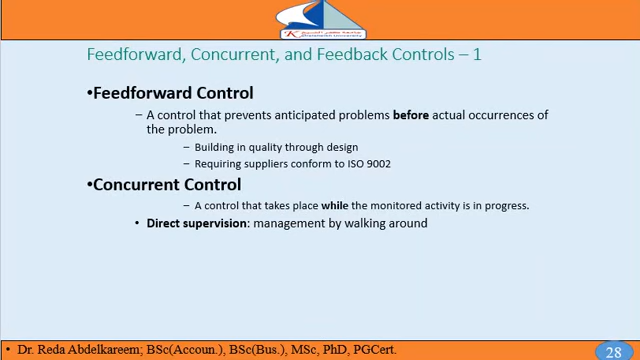 Feedforward, Concurrent, and Feedback Controls – 1
•Feedforward Control
– A control that prevents anticipated problems before actual occurrences of
the problem.
– Building in quality through design
– Requiring suppliers conform to ISO 9002
•Concurrent Control
– A control that takes place while the monitored activity is in progress.
• Direct supervision: management by walking around
• Dr. Reda Abdelkareem; BSc(Accoun.), BSc(Bus.), MSc, PhD, PGCert.
28